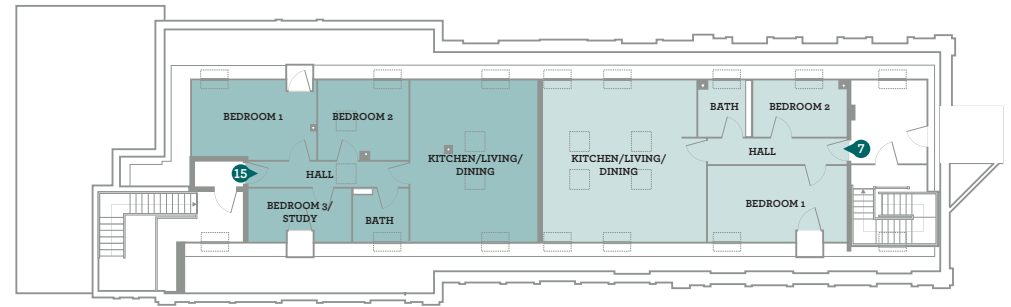 BEDROOM 1
BEDROOM 2
KITCHEN/LIVING/
DINING
15
HALL
BEDROOM 3/
STUDY
BATH
KITCHEN/LIVING/
DINING
BATH
BEDROOM 2
HALL
7
BEDROOM 1